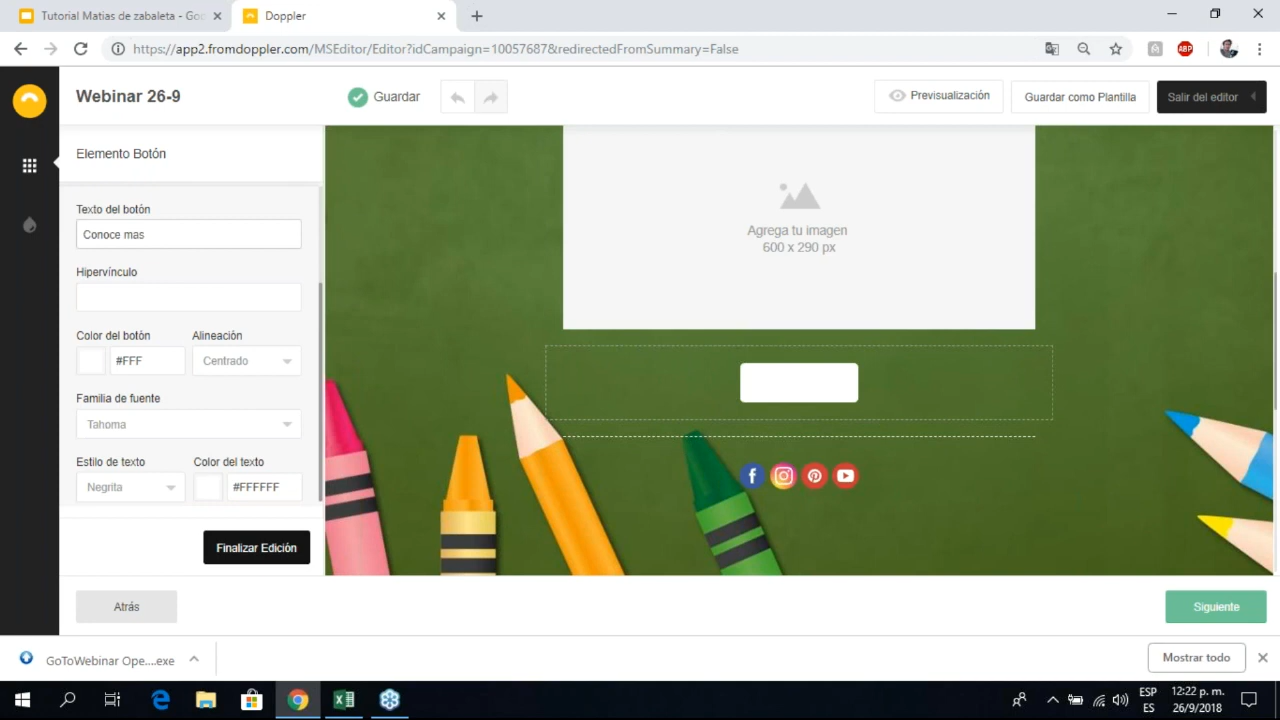 Tutorial Matias de zabaleta - Goo
Doppler
https://app2.fromdoppler.com/MSEditor/Editor?idCampaign=10057687&redirectedFromSummary=False
ABP
Webinar 26-9
Guardar
Previsualización
Guardar como Plantilla
Salir del editor
Elemento Botón
Texto del botón
Conoce mas
Hipervínculo
Color del botón
Alineación
#FFF
Centrado
Familia de fuente
Tahoma
Estilo de texto
Color del texto
Negrita
#FFFFFF
Finalizar Edición
Agrega tu imagen
600 x 290 px
Atrás
Siguiente
GoToWebinar Ope....exe
Mostrar todo
ESP
ES
12:22 p. m.
26/9/2018